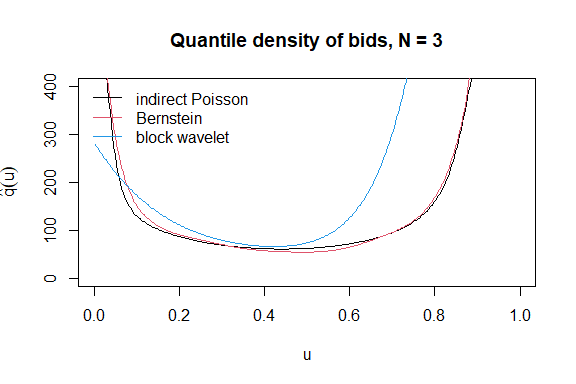 Quantile density of bids, N = 3
q̂(u)
400
300
200
100
0
indirect Poisson
Bernstein
block wavelet
0.0 0.2 0.4 0.6 0.8 1.0
u